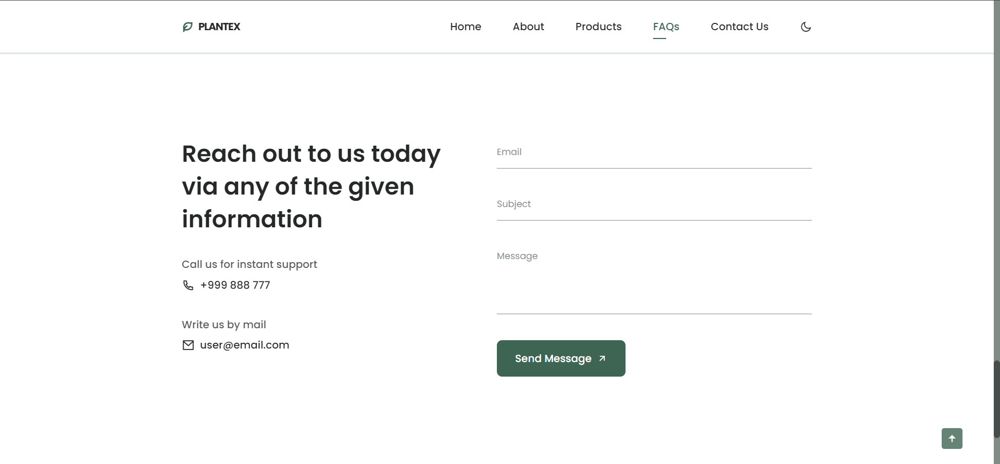 PLANTEX
Home
About
Products
FAQs
Contact Us
Reach out to us today
via any of the given
information
Call us for instant support
+999 888 777
Write us by mail
user@email.com
Email
Subject
Message
Send Message